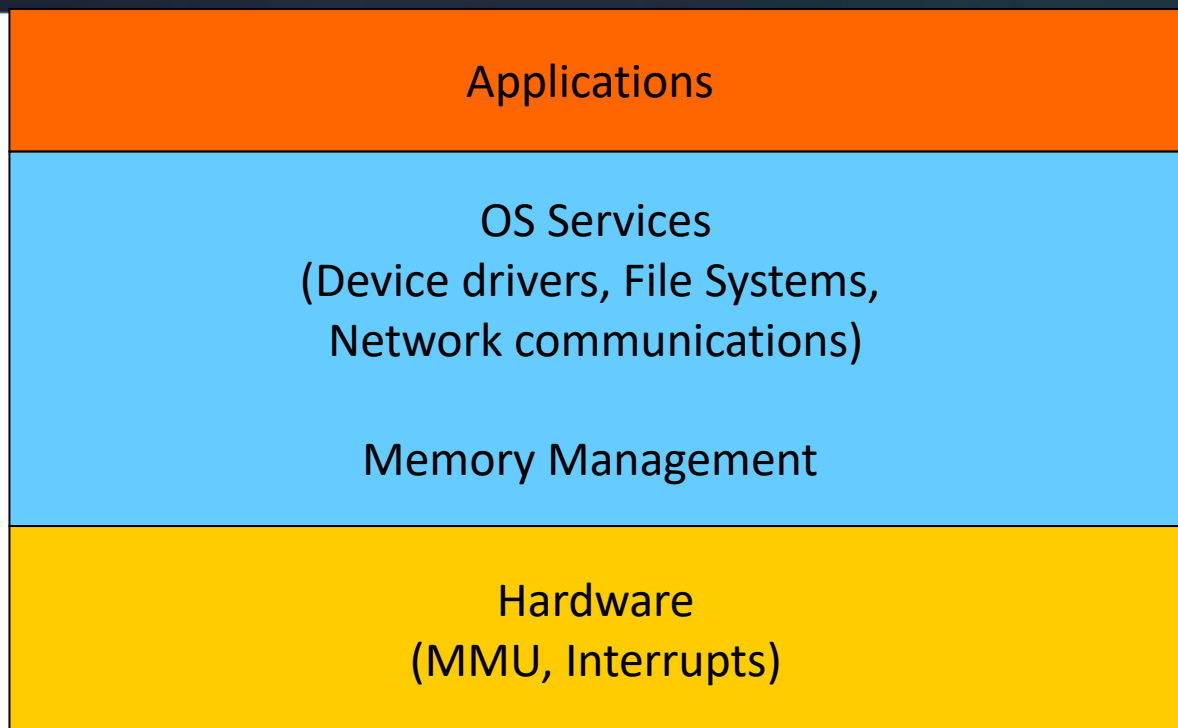 Applications
OS Services
(Device drivers, File Systems,
Network communications)
Memory Management
Hardware
(MMU, Interrupts)